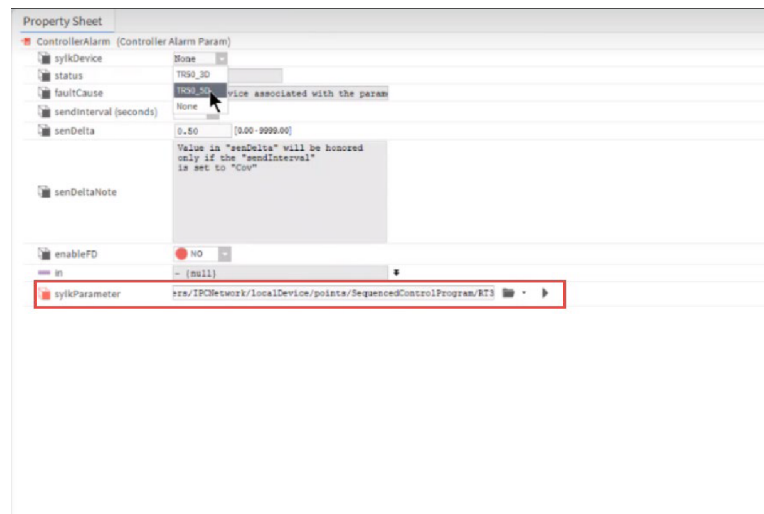 Property Sheet
ControllerAlarm (Controller Alarm Param)
sylkDevice None
TR50_3D
status
TR50_5D
faultCause vice associated with the param
None
sendInterval (seconds)
senDelta 0.50 [0.00 - 9999.00]
Value in "senDelta" will be honored
only if the "sendInterval"
is set to "Cov"
senDeltaNote
enableFD NO
in - {null}
sylkParameter ers/IPCNetwork/localDevice/points/SequencedControlProgram/RT3